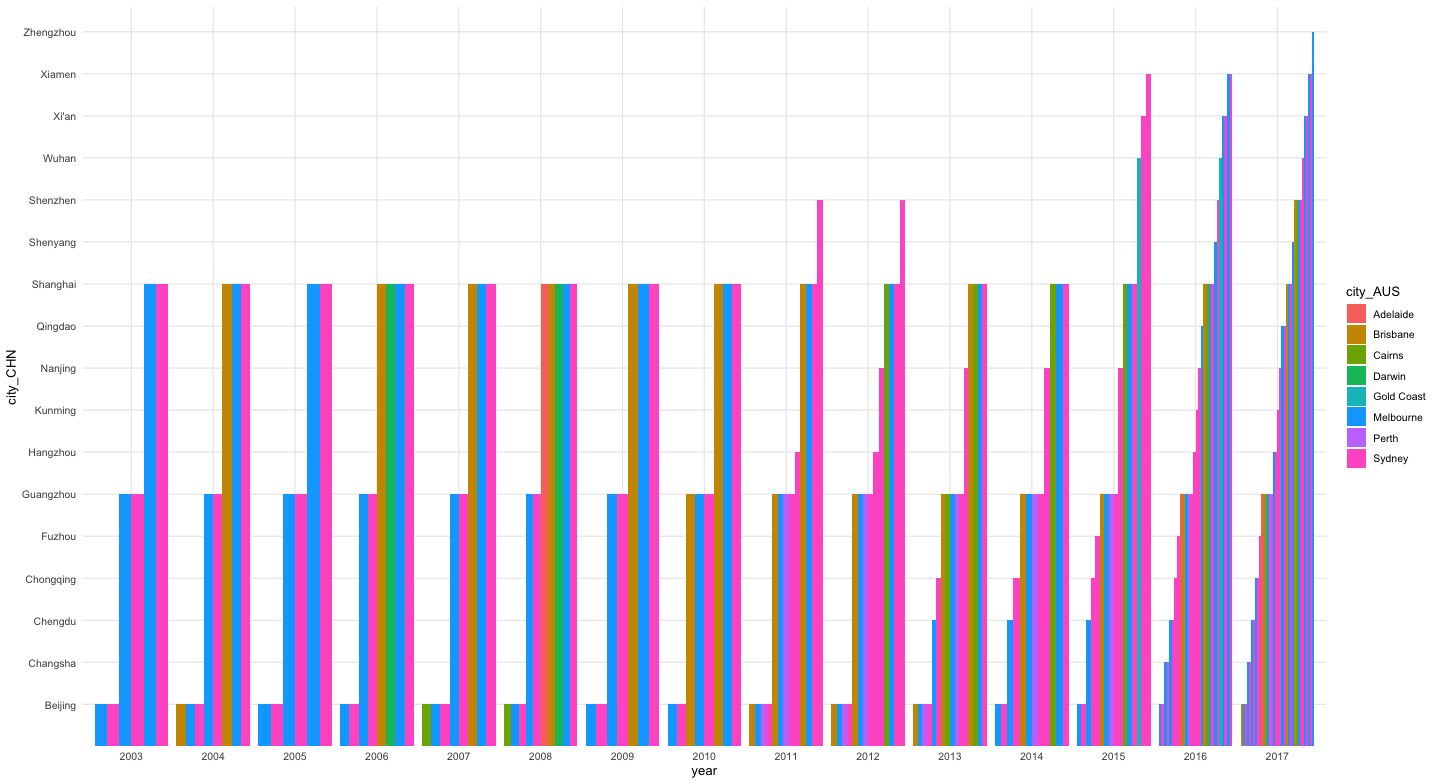 Zhengzhou
Xiamen
Xi'an
Wuhan
Shenzhen
Shenyang
Shanghai
Qingdao
Nanjing
Kunming
Hangzhou
Guangzhou
Fuzhou
Chongqing
Chengdu
Changsha
Beijing
city_CHN
2003 2004 2005 2006 2007 2008 2009 2010 2011 2012 2013 2014 2015 2016 2017
year
city_AUS
Adelaide
Brisbane
Cairns
Darwin
Gold Coast
Melbourne
Perth
Sydney